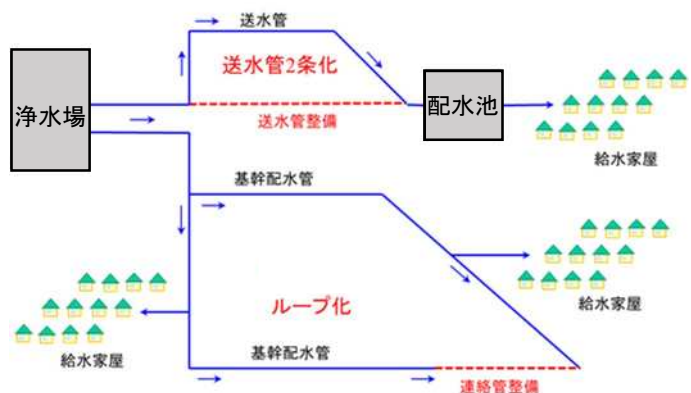 送水管
送水管2条化
浄水場
配水池
送水管整備
給水家屋
基幹配水管
給水家屋
ループ化
基幹配水管
給水家屋
連絡管整備